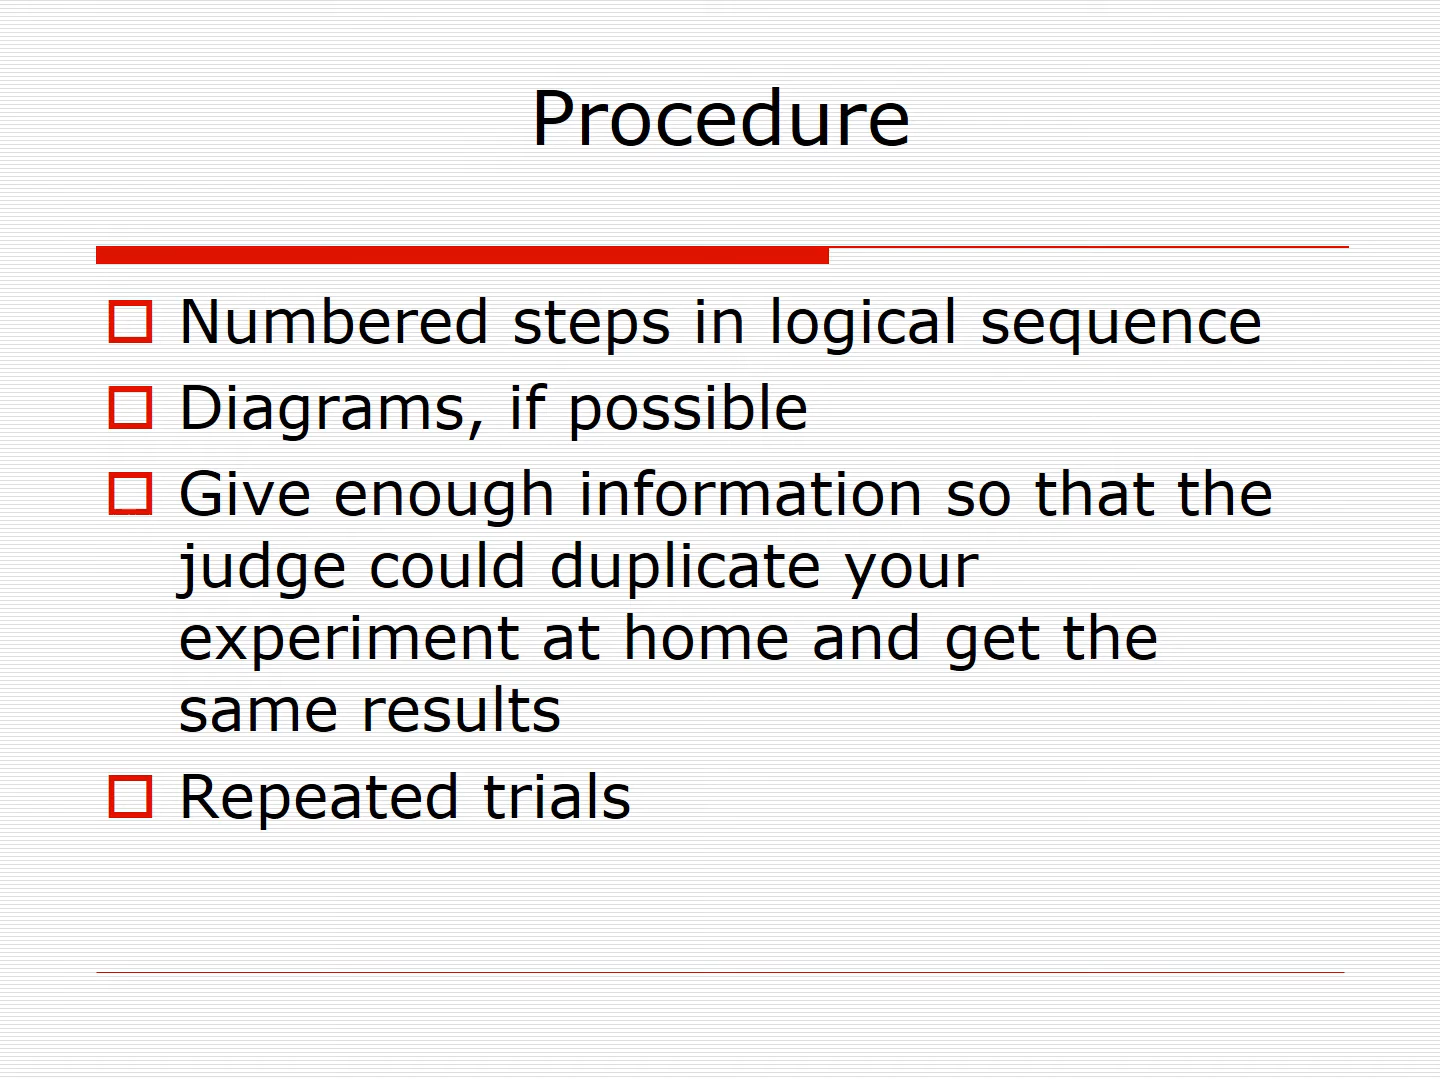 Procedure
Numbered steps in logical sequence
Diagrams, if possible
Give enough information so that the
judge could duplicate your
experiment at home and get the
same results
Repeated trials